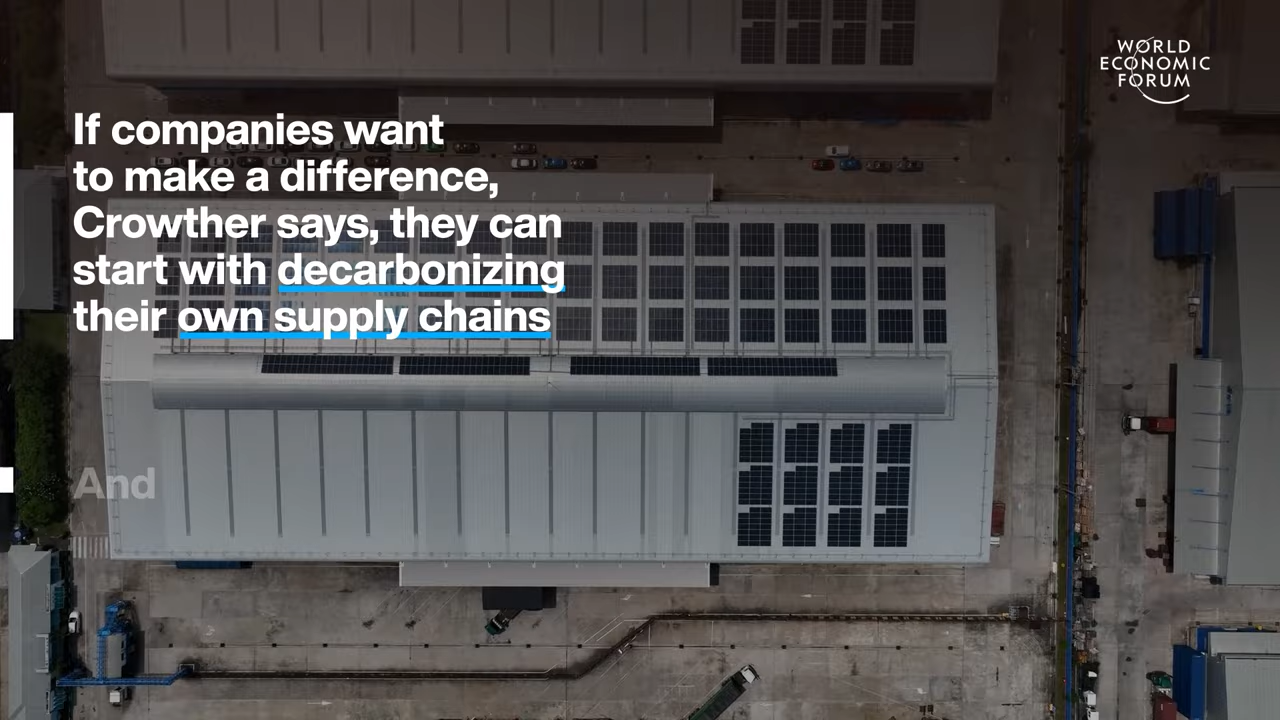 WORLD
ECONOMIC
FORUM
If companies want
to make a difference,
Crowther says, they can
start with decarbonizing
their own supply chains
And